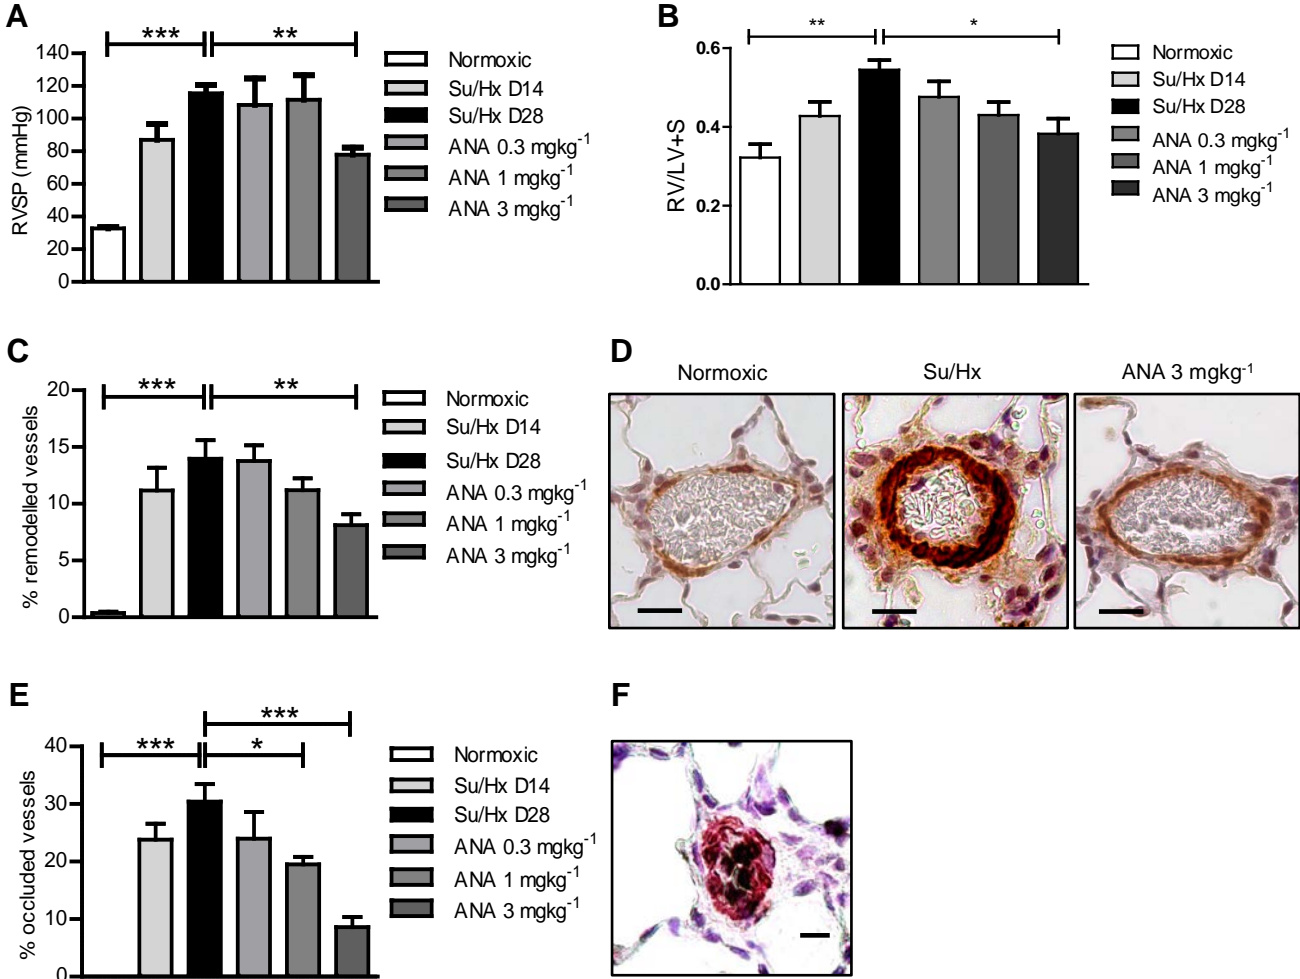 A
***
**
140
120
100
80
60
40
20
0
RVSP (mmHg)
Normoxic
Su/Hx D14
Su/Hx D28
ANA 0.3 mgkg⁻¹
ANA 1 mgkg⁻¹
ANA 3 mgkg⁻¹
B
**
*
0.6
0.4
0.2
0.0
RV/LV+S
Normoxic
Su/Hx D14
Su/Hx D28
ANA 0.3 mgkg⁻¹
ANA 1 mgkg⁻¹
ANA 3 mgkg⁻¹
C
***
**
20
15
10
5
0
% remodelled vessels
Normoxic
Su/Hx D14
Su/Hx D28
ANA 0.3 mgkg⁻¹
ANA 1 mgkg⁻¹
ANA 3 mgkg⁻¹
D
Normoxic
Su/Hx
ANA 3 mgkg⁻¹
E
***
***
*
40
30
20
10
0
% occluded vessels
Normoxic
Su/Hx D14
Su/Hx D28
ANA 0.3 mgkg⁻¹
ANA 1 mgkg⁻¹
ANA 3 mgkg⁻¹
F